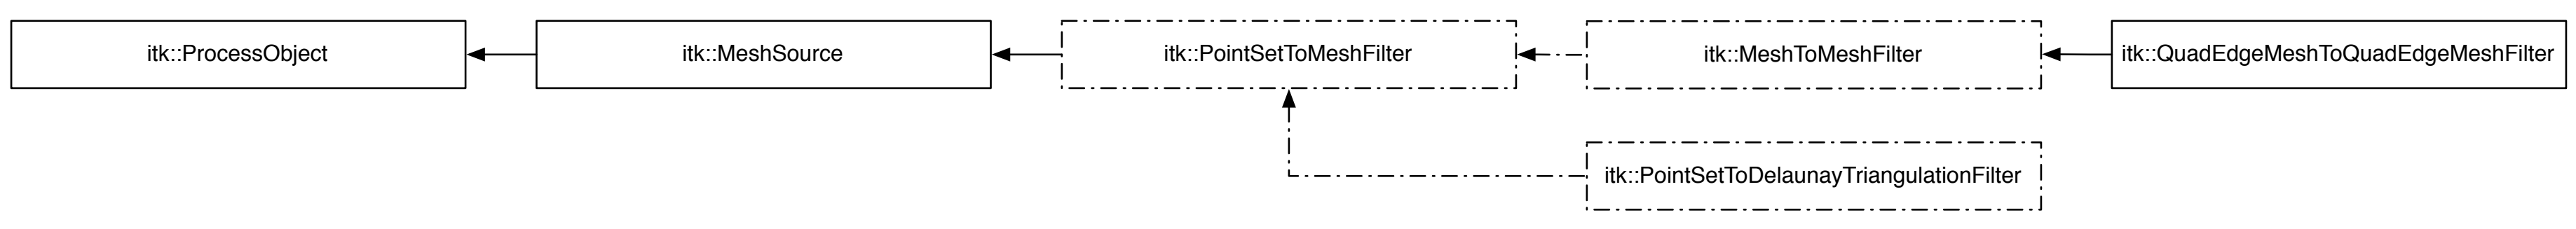 itk::ProcessObject
itk::MeshSource
itk::PointSetToMeshFilter
itk::MeshToMeshFilter
itk::QuadEdgeMeshToQuadEdgeMeshFilter
itk::PointSetToDelaunayTriangulationFilter